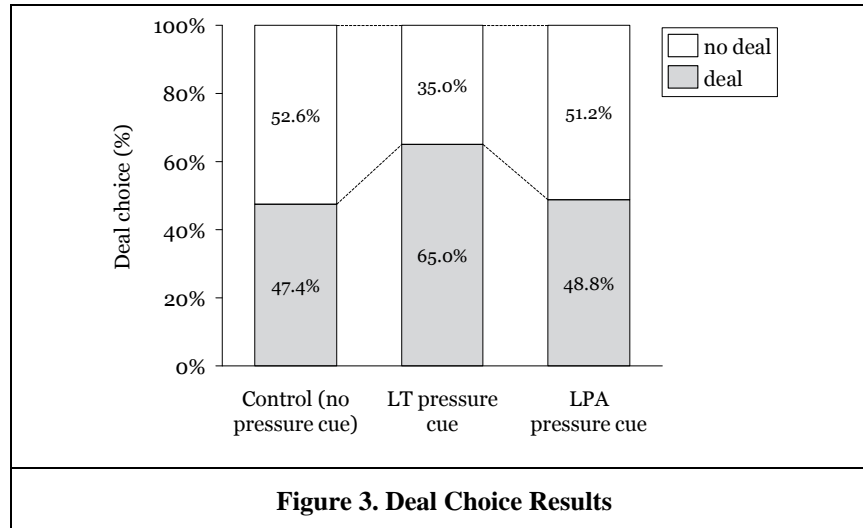 100%
80%
60%
40%
20%
0%
Deal choice (%)
52.6%
35.0%
51.2%
47.4%
65.0%
48.8%
no deal
deal
Control (no
pressure cue)
LT pressure
cue
LPA
pressure cue
Figure 3. Deal Choice Results